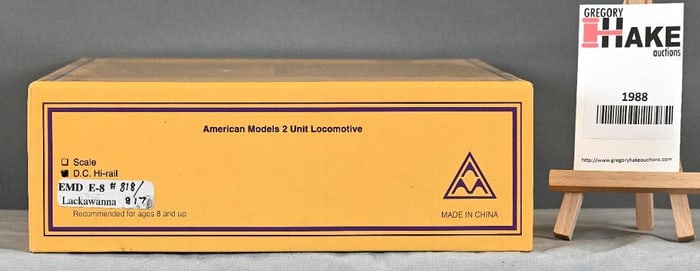 American Models 2 Unit Locomotive
Scale
D.C. Hi-rail
EMD E-8 # 818/
Lackawanna 817
Recommended for ages 8 and up
MADE IN CHINA
GREGORY
HAKE
auctions
1988
http://www.gregoryhakeauctions.com